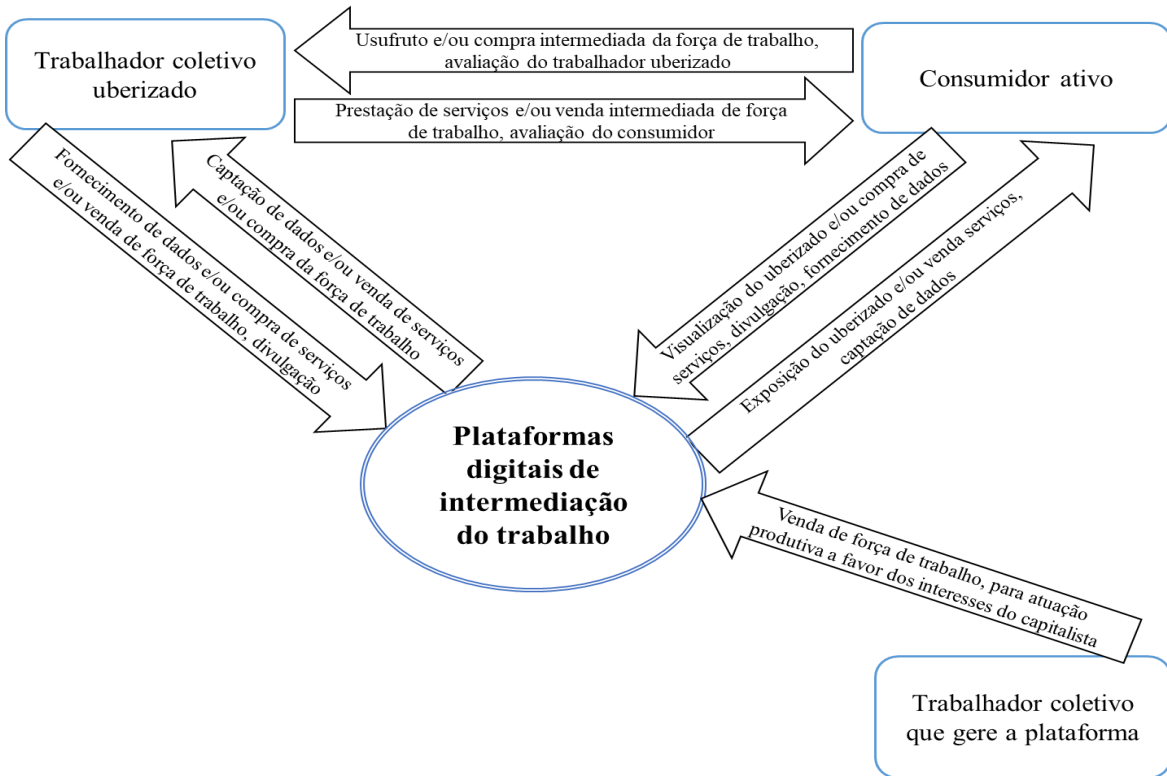 Trabalhador coletivo
uberizado
Usufruto e/ou compra intermediada da força de trabalho,
avaliação do trabalhador uberizado
Prestação de serviços e/ou venda intermediada de força
de trabalho, avaliação do consumidor
Consumidor ativo
Fornecimento de dados e/ou compra de serviços
e/ou venda de força de trabalho, divulgação
Captação de dados e/ou venda de serviços
e/ou compra da força de trabalho
Visualização do uberizado e/ou compra de
serviços, divulgação, fornecimento de dados
Exposição do uberizado e/ou venda serviços,
captação de dados
Plataformas
digitais de
intermediação
do trabalho
Venda de força de trabalho, para atuação
produtiva a favor dos interesses do capitalista
Trabalhador coletivo
que gere a plataforma